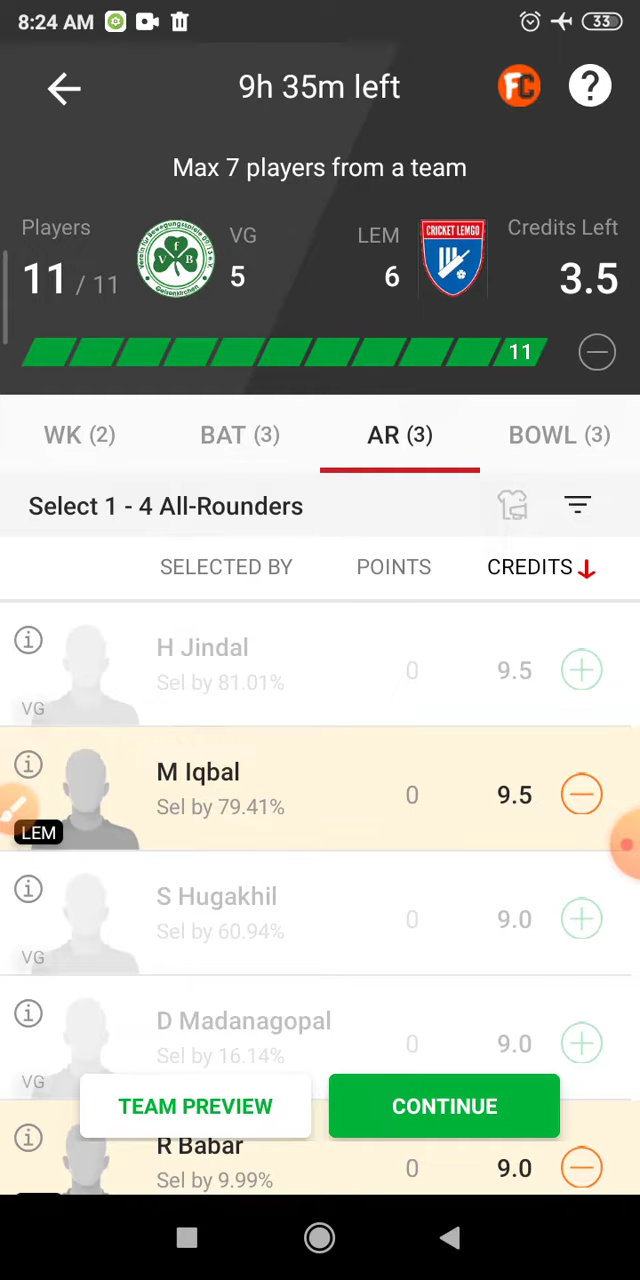 8:24 AM
33
9h 35m left
FC
?
Max 7 players from a team
Players
VG
LEM
Credits Left
11 / 11
5
6
3.5
CRICKET LEMGO
VfB
11
WK (2)
BAT (3)
AR (3)
BOWL (3)
Select 1 - 4 All-Rounders
SELECTED BY
POINTS
CREDITS
H Jindal
Sel by 81.01%
0
9.5
VG
M Iqbal
Sel by 79.41%
0
9.5
LEM
S Hugakhil
Sel by 60.94%
0
9.0
VG
D Madanagopal
Sel by 16.14%
0
9.0
VG
TEAM PREVIEW
CONTINUE
R Babar
Sel by 9.99%
0
9.0